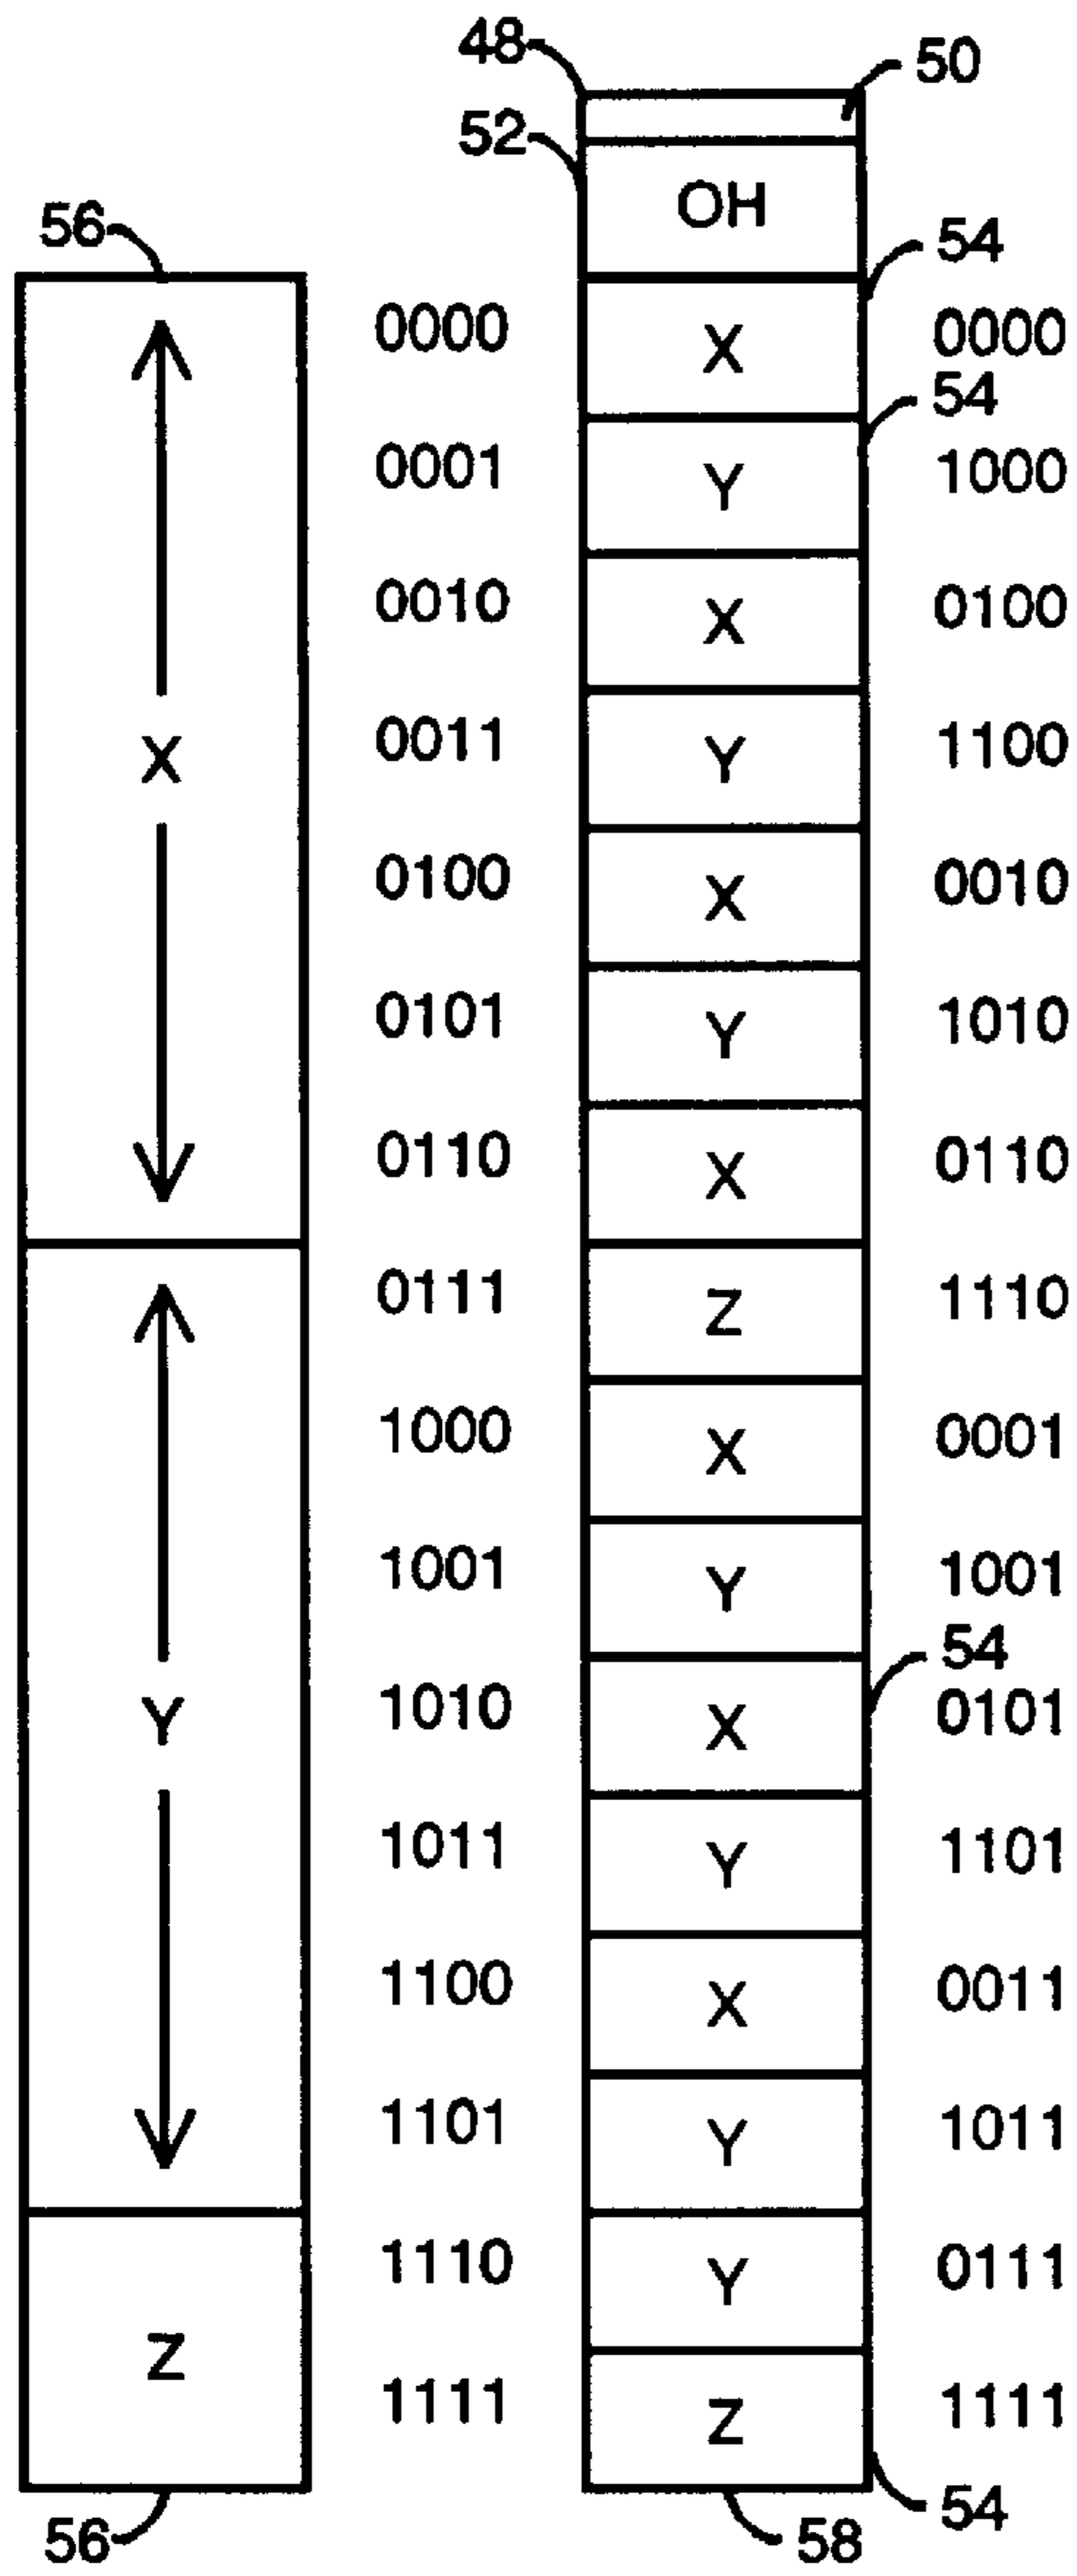 48 50
52
OH
56 54
0000 X 0000
54
0001 Y 1000
0010 X 0100
X 0011 Y 1100
0100 X 0010
0101 Y 1010
0110 X 0110
0111 Z 1110
1000 X 0001
1001 Y 1001
54
Y 1010 X 0101
1011 Y 1101
1100 X 0011
1101 Y 1011
1110 Y 0111
Z
1111 Z 1111
54
56 58